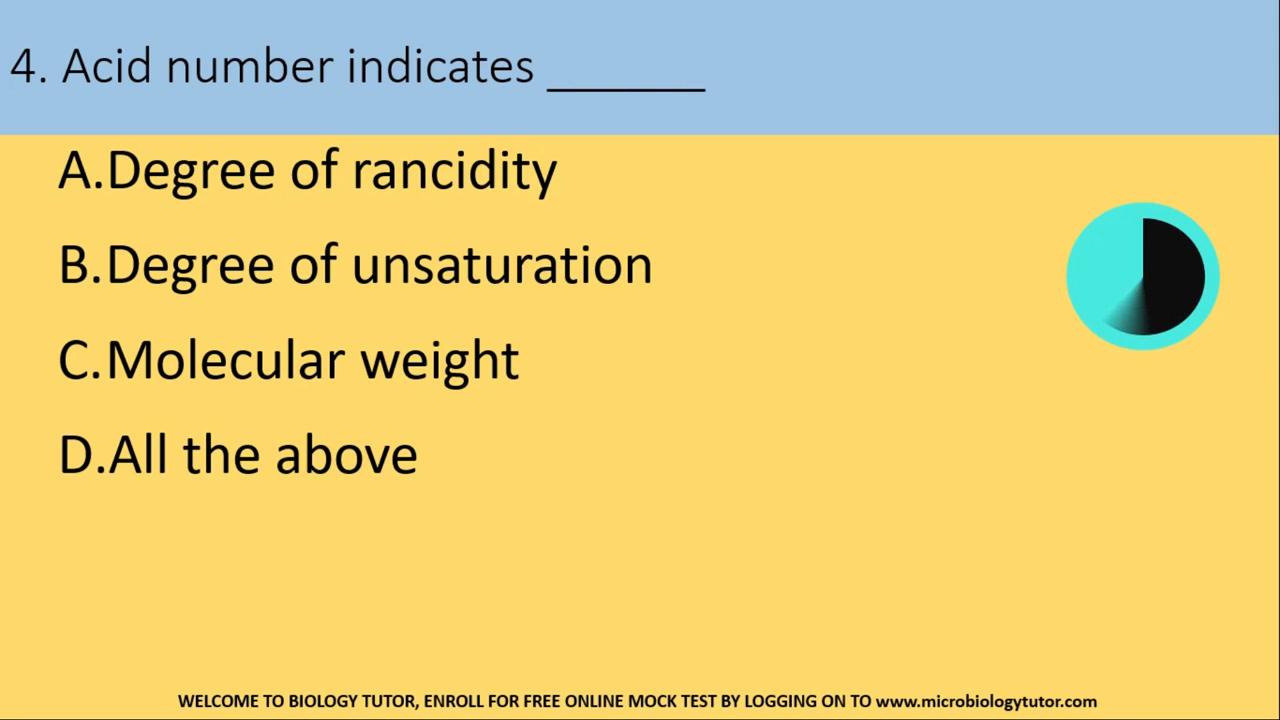 4. Acid number indicates ______
A.Degree of rancidity
B.Degree of unsaturation
C.Molecular weight
D.All the above
WELCOME TO BIOLOGY TUTOR, ENROLL FOR FREE ONLINE MOCK TEST BY LOGGING ON TO www.microbiologytutor.com